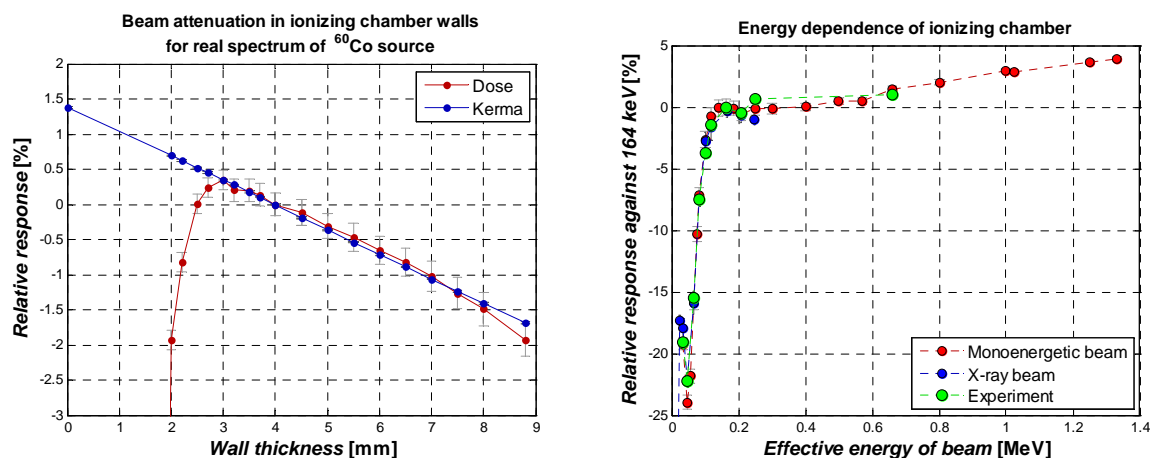 Beam attenuation in ionizing chamber walls
for real spectrum of ⁶⁰Co source
Relative response [%]
2
1.5
1
0.5
0
-0.5
-1
-1.5
-2
-2.5
-3
0 1 2 3 4 5 6 7 8 9
Wall thickness [mm]
Dose
Kerma
Energy dependence of ionizing chamber
Relative response against 164 keV [%]
5
0
-5
-10
-15
-20
-25
0 0.2 0.4 0.6 0.8 1 1.2 1.4
Effective energy of beam [MeV]
Monoenergetic beam
X-ray beam
Experiment